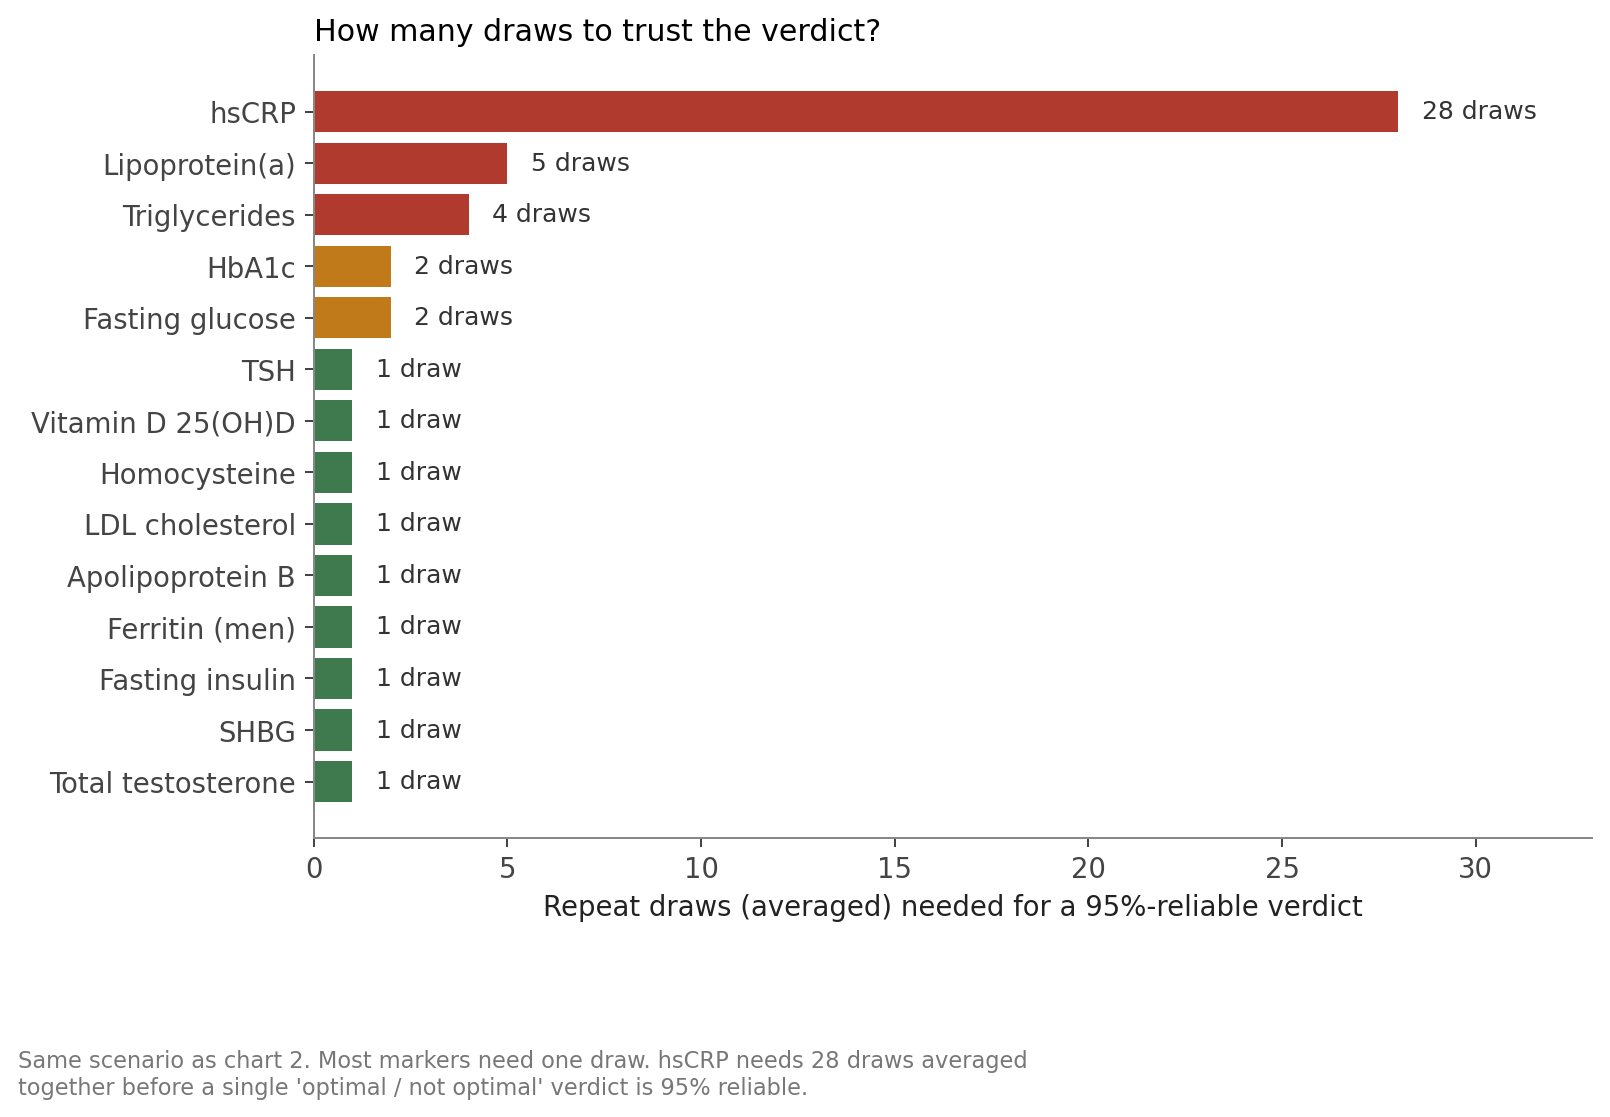 How many draws to trust the verdict?
hsCRP 28 draws
Lipoprotein(a) 5 draws
Triglycerides 4 draws
HbA1c 2 draws
Fasting glucose 2 draws
TSH 1 draw
Vitamin D 25(OH)D 1 draw
Homocysteine 1 draw
LDL cholesterol 1 draw
Apolipoprotein B 1 draw
Ferritin (men) 1 draw
Fasting insulin 1 draw
SHBG 1 draw
Total testosterone 1 draw
0 5 10 15 20 25 30
Repeat draws (averaged) needed for a 95%-reliable verdict
Same scenario as chart 2. Most markers need one draw. hsCRP needs 28 draws averaged
together before a single 'optimal / not optimal' verdict is 95% reliable.